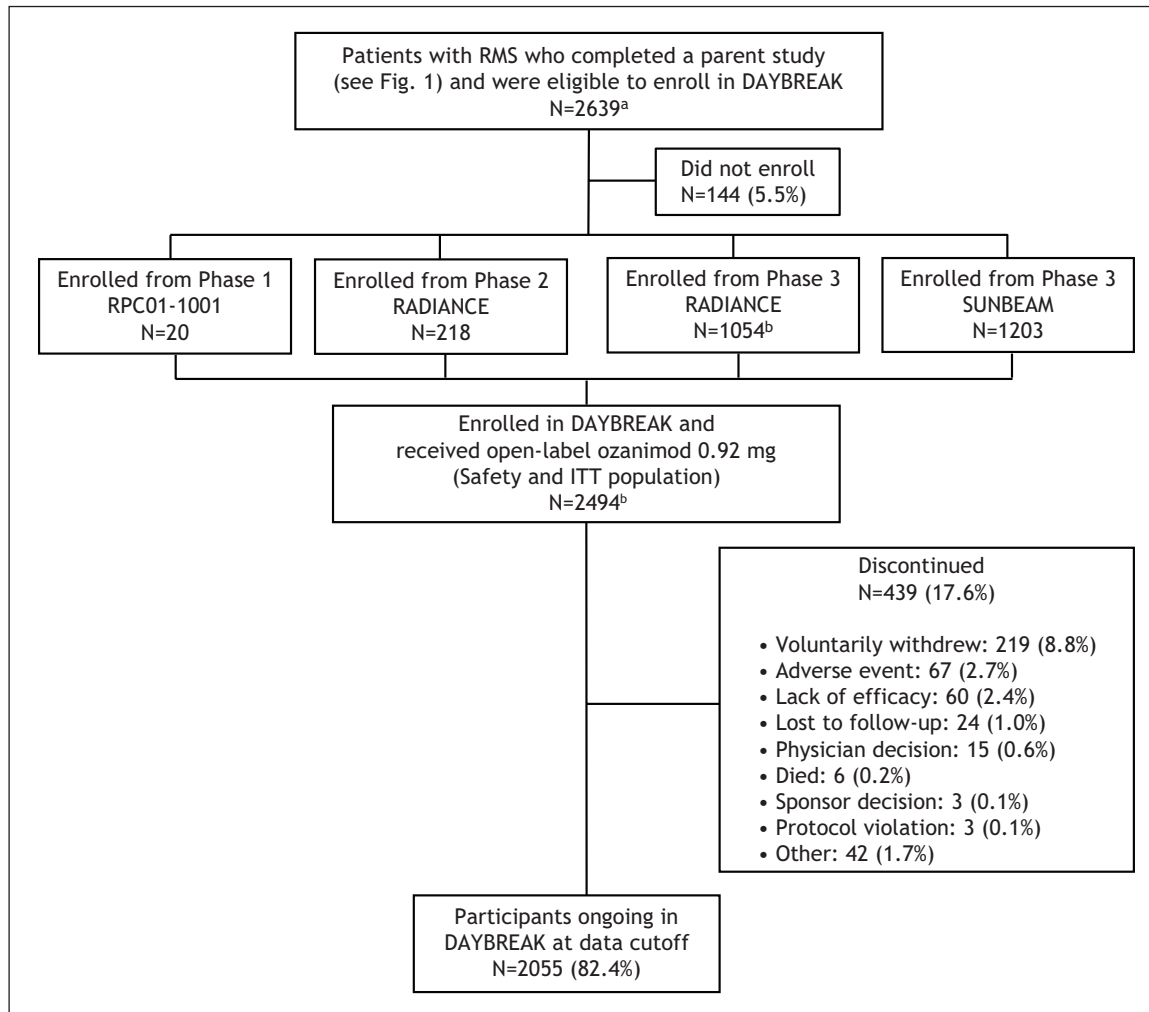 Patients with RMS who completed a parent study
(see Fig. 1) and were eligible to enroll in DAYBREAK
N=2639ᵃ
Did not enroll
N=144 (5.5%)
Enrolled from Phase 1
RPC01-1001
N=20
Enrolled from Phase 2
RADIANCE
N=218
Enrolled from Phase 3
RADIANCE
N=1054ᵇ
Enrolled from Phase 3
SUNBEAM
N=1203
Enrolled in DAYBREAK and
received open-label ozanimod 0.92 mg
(Safety and ITT population)
N=2494ᵇ
Discontinued
N=439 (17.6%)
• Voluntarily withdrew: 219 (8.8%)
• Adverse event: 67 (2.7%)
• Lack of efficacy: 60 (2.4%)
• Lost to follow-up: 24 (1.0%)
• Physician decision: 15 (0.6%)
• Died: 6 (0.2%)
• Sponsor decision: 3 (0.1%)
• Protocol violation: 3 (0.1%)
• Other: 42 (1.7%)
Participants ongoing in
DAYBREAK at data cutoff
N=2055 (82.4%)